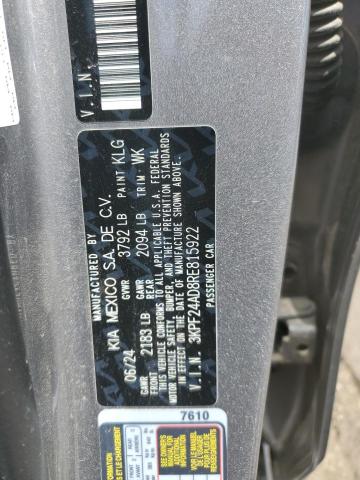 V.I.N
MANUFACTURED BY
KIA MEXICO S.A. DE C.V.
06/24 GVWR 3792 LB PAINT KLG
GAWR FRONT 2183 LB GAWR REAR 2094 LB TRIM WK
THIS VEHICLE CONFORMS TO ALL APPLICABLE U.S.A. FEDERAL
MOTOR VEHICLE SAFETY, BUMPER, AND THEFT PREVENTION
STANDARDS IN EFFECT ON THE DATE OF MANUFACTURE SHOWN ABOVE.
V.I.N. 3KPF24AD8RE815922
PASSENGER CAR
7610